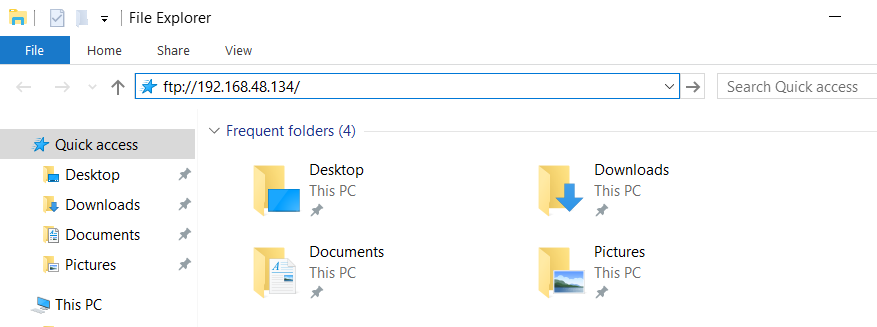 File Explorer
File Home Share View
ftp://192.168.48.134/ Search Quick access
Quick access
Desktop
Downloads
Documents
Pictures
This PC
Frequent folders (4)
Desktop
This PC
Downloads
This PC
Documents
This PC
Pictures
This PC